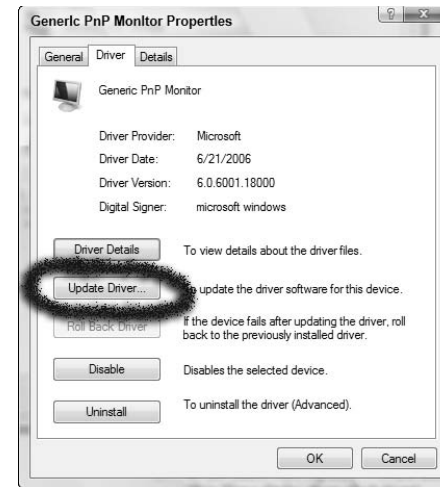 Generic PnP Monitor Properties
General Driver Details
Generic PnP Monitor
Driver Provider: Microsoft
Driver Date: 6/21/2006
Driver Version: 6.0.6001.18000
Digital Signer: microsoft windows
Driver Details To view details about the driver files.
Update Driver... To update the driver software for this device.
Roll Back Driver If the device fails after updating the driver, roll
back to the previously installed driver.
Disable Disables the selected device.
Uninstall To uninstall the driver (Advanced).
OK Cancel